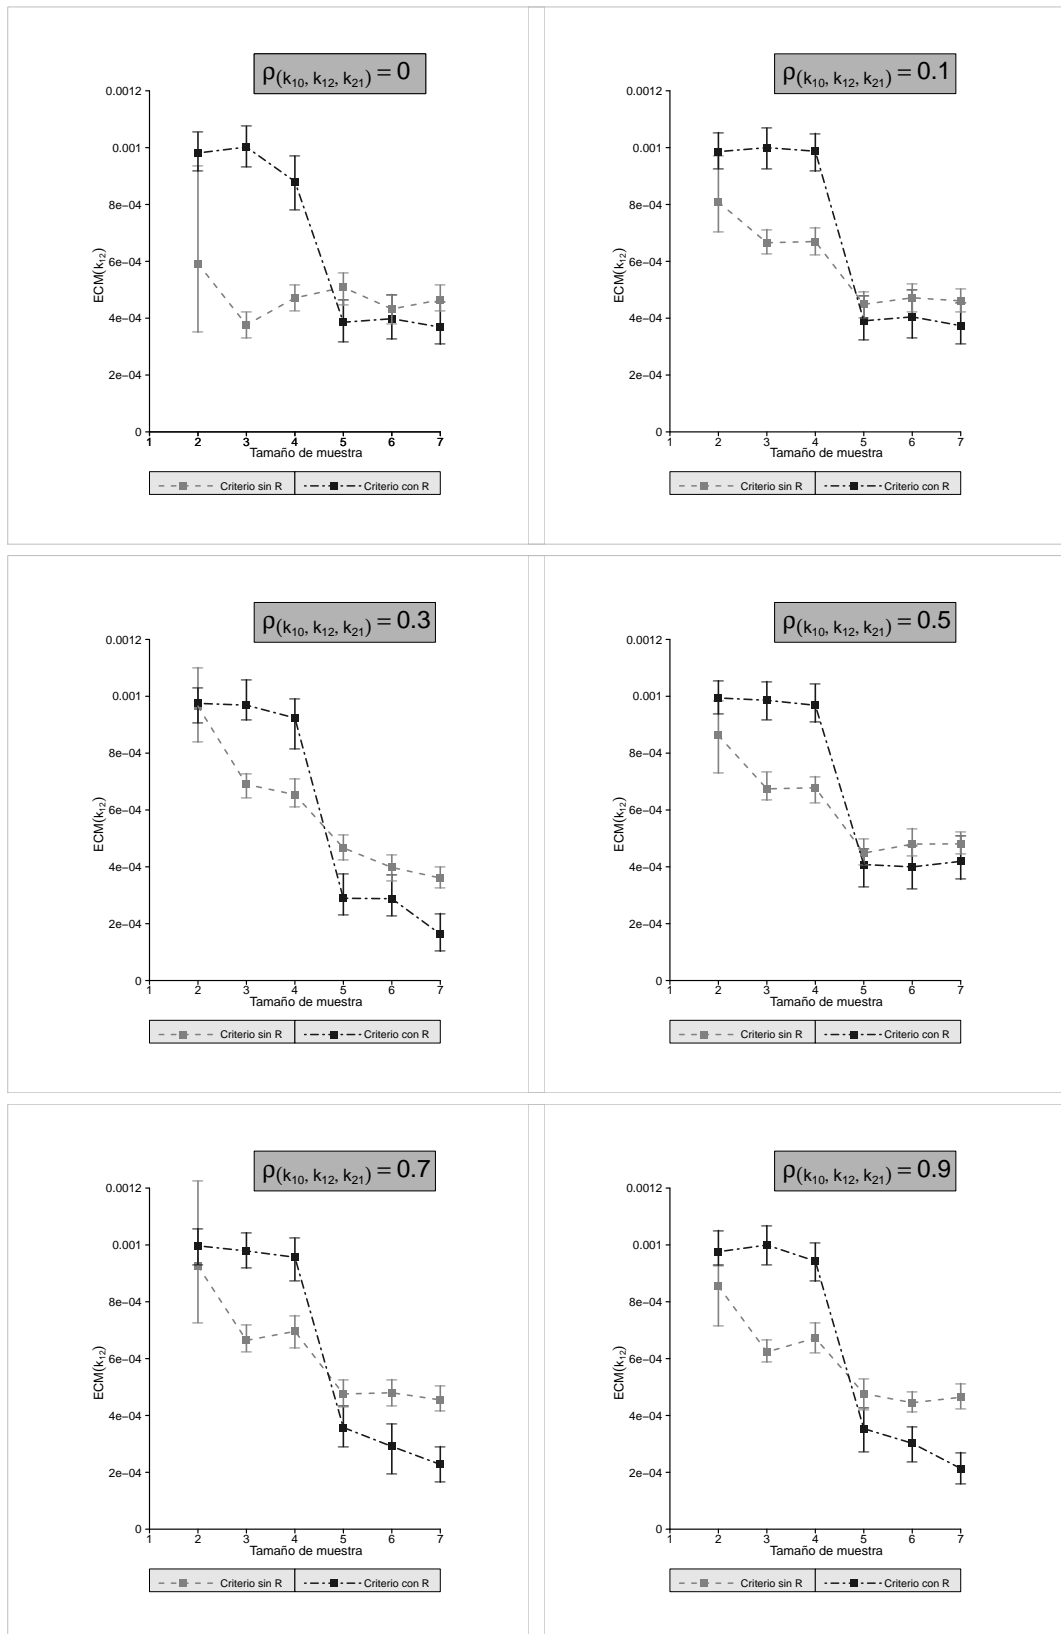 ρ(k10, k12, k21) = 0
0.0012
0.001
8e−04
6e−04
4e−04
2e−04
0
ECM(k12)
1 2 3 4 5 6 7
Tamaño de muestra
Criterio sin R Criterio con R
ρ(k10, k12, k21) = 0.1
0.0012
0.001
8e−04
6e−04
4e−04
2e−04
0
ECM(k12)
1 2 3 4 5 6 7
Tamaño de muestra
Criterio sin R Criterio con R
ρ(k10, k12, k21) = 0.3
0.0012
0.001
8e−04
6e−04
4e−04
2e−04
0
ECM(k12)
1 2 3 4 5 6 7
Tamaño de muestra
Criterio sin R Criterio con R
ρ(k10, k12, k21) = 0.5
0.0012
0.001
8e−04
6e−04
4e−04
2e−04
0
ECM(k12)
1 2 3 4 5 6 7
Tamaño de muestra
Criterio sin R Criterio con R
ρ(k10, k12, k21) = 0.7
0.0012
0.001
8e−04
6e−04
4e−04
2e−04
0
ECM(k12)
1 2 3 4 5 6 7
Tamaño de muestra
Criterio sin R Criterio con R
ρ(k10, k12, k21) = 0.9
0.0012
0.001
8e−04
6e−04
4e−04
2e−04
0
ECM(k12)
1 2 3 4 5 6 7
Tamaño de muestra
Criterio sin R Criterio con R